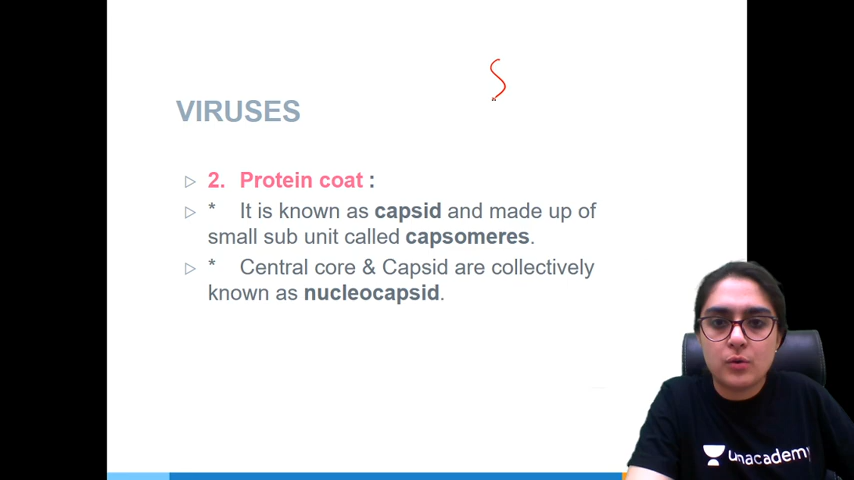 VIRUSES
▷ 2. Protein coat :
▷ * It is known as capsid and made up of
small sub unit called capsomeres.
▷ * Central core & Capsid are collectively
known as nucleocapsid.
unacademy